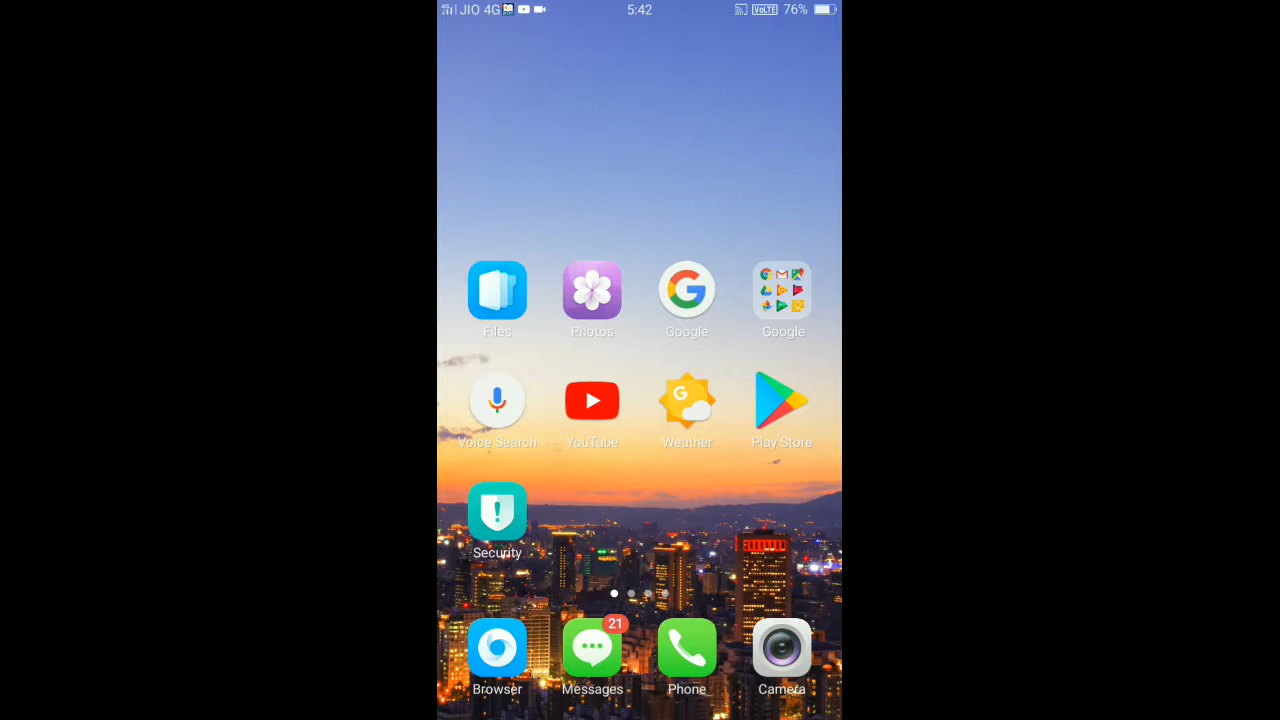 4G JIO 4G 5:42 VoLTE 76%
Files Photos Google Google
Voice Search YouTube Weather Play Store
Security
21
Browser Messages Phone Camera